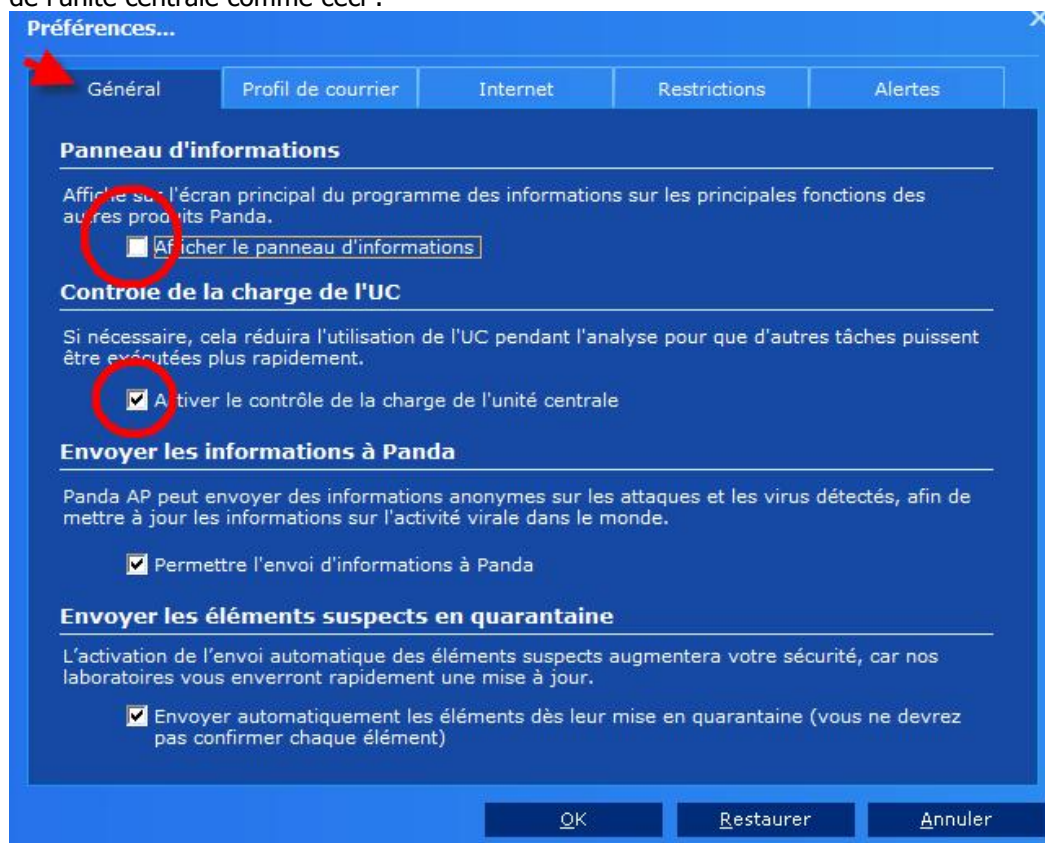 de l'unité centrale comme ceci :
Préférences...
Général
Profil de courrier
Internet
Restrictions
Alertes
Panneau d'informations
Affiche sur l'écran principal du programme des informations sur les principales fonctions des
autres produits Panda.
Afficher le panneau d'informations
Contrôle de la charge de l'UC
Si nécessaire, cela réduira l'utilisation de l'UC pendant l'analyse pour que d'autres tâches puissent
être exécutées plus rapidement.
Activer le contrôle de la charge de l'unité centrale
Envoyer les informations à Panda
Panda AP peut envoyer des informations anonymes sur les attaques et les virus détectés, afin de
mettre à jour les informations sur l'activité virale dans le monde.
Permettre l'envoi d'informations à Panda
Envoyer les éléments suspects en quarantaine
L’activation de l’envoi automatique des éléments suspects augmentera votre sécurité, car nos
laboratoires vous enverront rapidement une mise à jour.
Envoyer automatiquement les éléments dès leur mise en quarantaine (vous ne devrez
pas confirmer chaque élément)
OK
Restaurer
Annuler